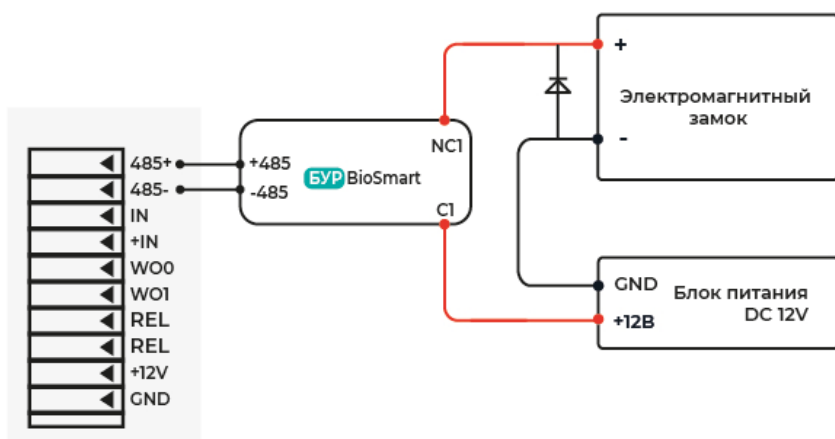 485+
485-
IN
+IN
WO0
WO1
REL
REL
+12V
GND
+485
-485
БУР BioSmart
NC1
C1
+
Электромагнитный
замок
-
GND
+12В
Блок питания
DC 12V